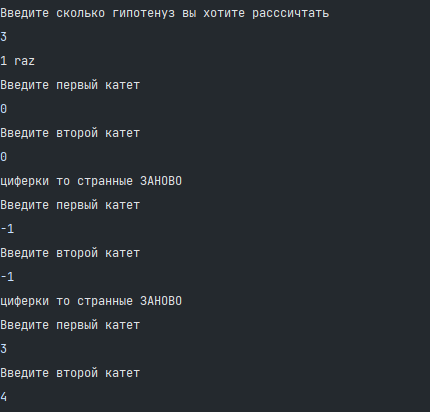 Введите сколько гипотенуз вы хотите расссичтать
3
1 raz
Введите первый катет
0
Введите второй катет
0
циферки то странные ЗАНОВО
Введите первый катет
-1
Введите второй катет
-1
циферки то странные ЗАНОВО
Введите первый катет
3
Введите второй катет
4